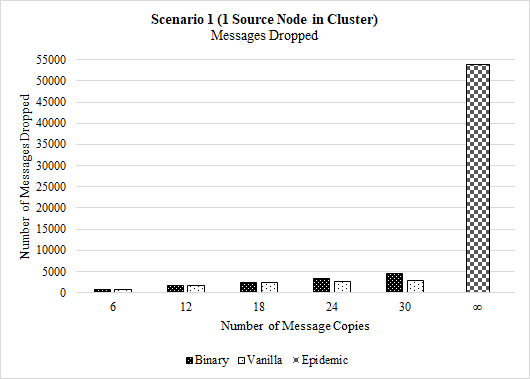 Scenario 1 (1 Source Node in Cluster)
Messages Dropped
Number of Messages Dropped
55000
50000
45000
40000
35000
30000
25000
20000
15000
10000
5000
0
6 12 18 24 30 ∞
Number of Message Copies
Binary Vanilla Epidemic